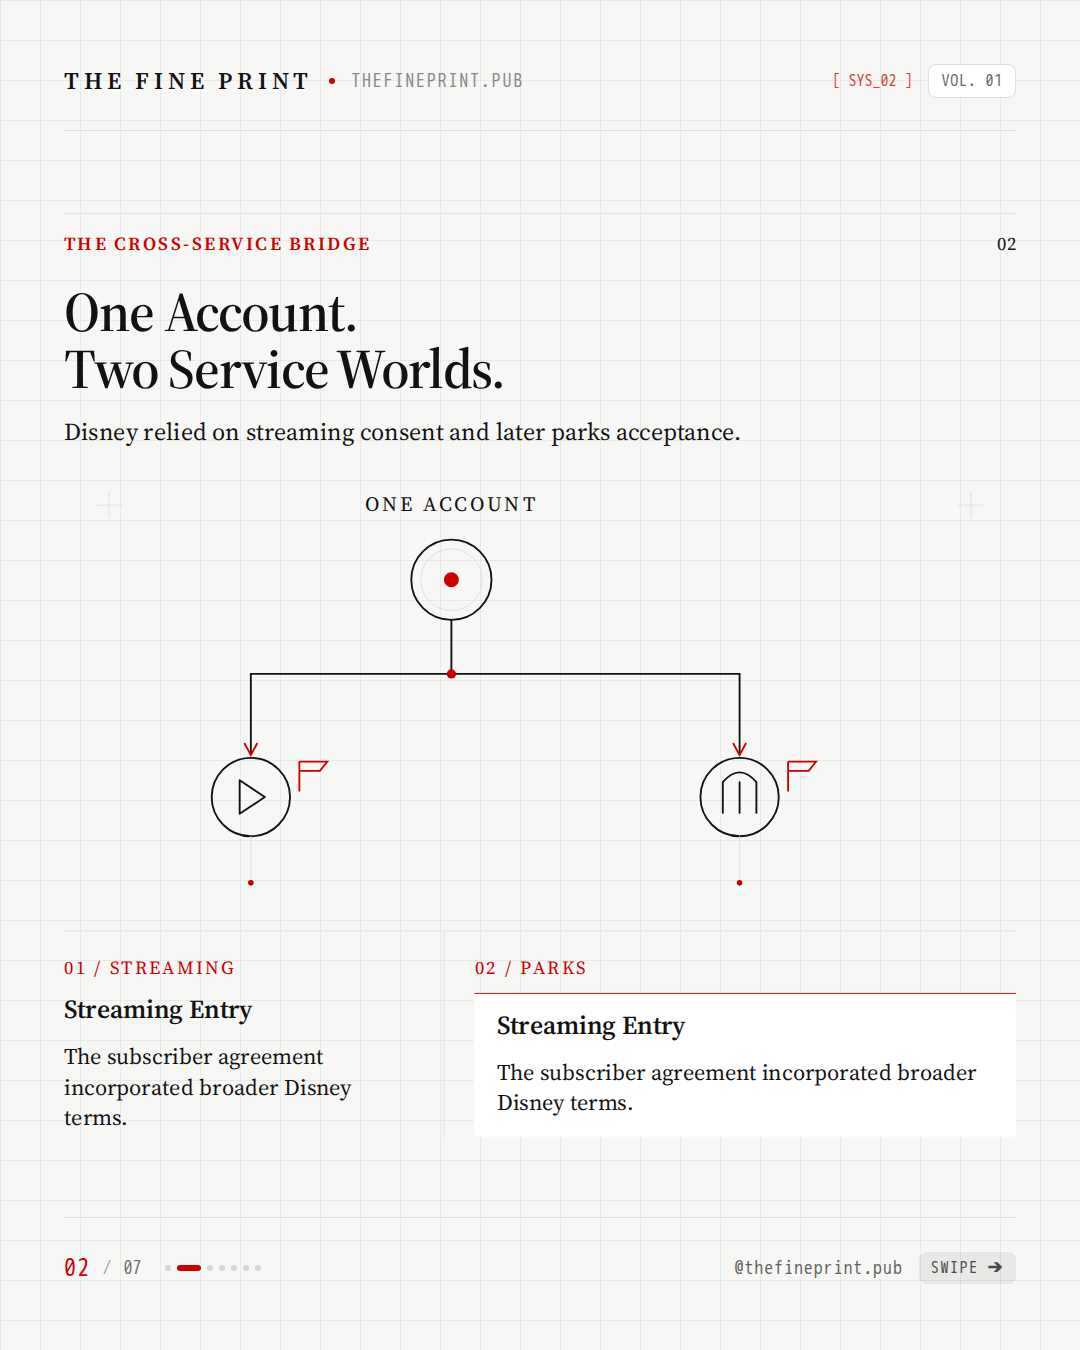 THE FINE PRINT • THEFINEPRINT.PUB
[ SYS_02 ] VOL. 01
THE CROSS-SERVICE BRIDGE
02
One Account.
Two Service Worlds.
Disney relied on streaming consent and later parks acceptance.
ONE ACCOUNT
01 / STREAMING
Streaming Entry
The subscriber agreement
incorporated broader Disney
terms.
02 / PARKS
Streaming Entry
The subscriber agreement incorporated broader
Disney terms.
02 / 07
@thefineprint.pub
SWIPE ➔